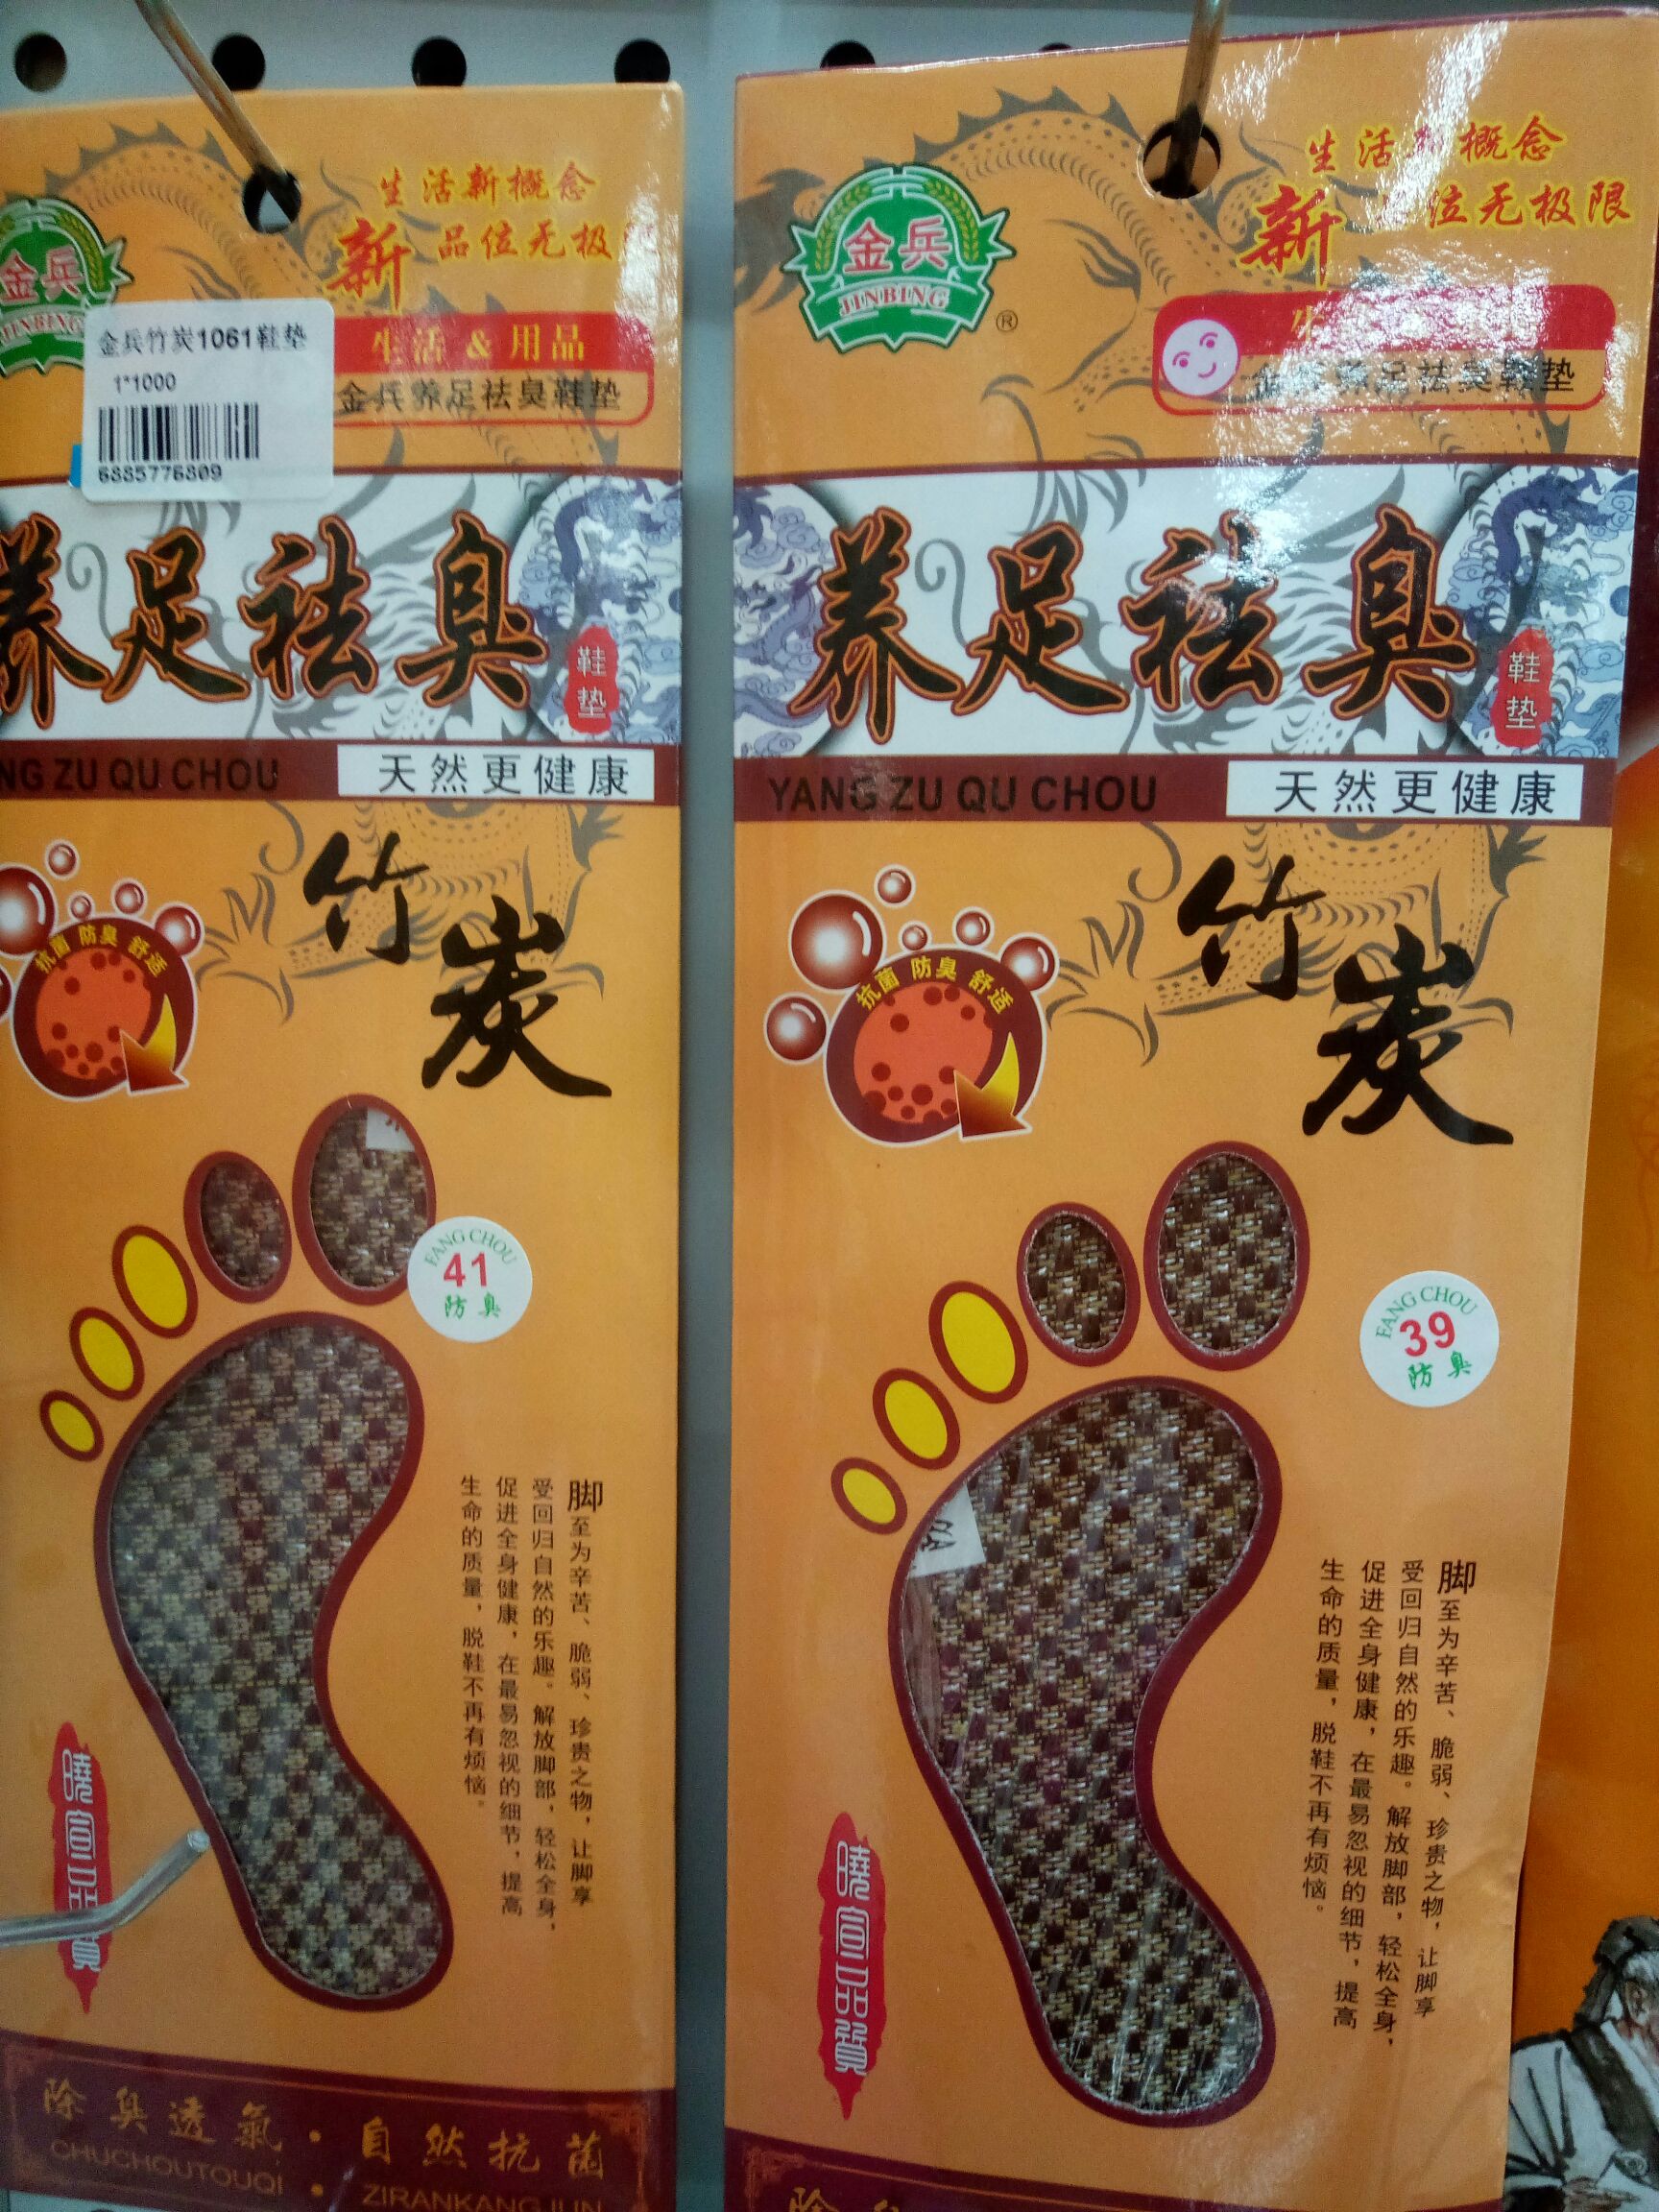 金兵
JINBING
生活新概念
新 品位无极
生活 & 用品
金兵养足祛臭鞋垫
金兵竹炭1061鞋垫
1*1000
6885776809
养足祛臭
鞋垫
NG ZU QU CHOU
天然更健康
竹炭
抗菌 防臭 舒适
FANG CHOU
41
防臭
脚至为辛苦、脆弱、珍贵之物，让脚享
受回归自然的乐趣。解放脚部，轻松全身，
促进全身健康，在最易忽视的细节，提高
生命的质量，脱鞋不再有烦恼。
除臭透氣·自然抗菌
CHUCHOUTOUQI · ZIRANKANGJUN
金兵
JINBING
®
生活 概念
新 位无极限
生
养足祛臭鞋垫
养足祛臭
鞋垫
YANG ZU QU CHOU
天然更健康
竹炭
抗菌 防臭 舒适
FANG CHOU
39
防臭
脚至为辛苦、脆弱、珍贵之物，让脚享
受回归自然的乐趣。解放脚部，轻松全身，
促进全身健康，在最易忽视的细节，提高
生命的质量，脱鞋不再有烦恼。
曉宣品質